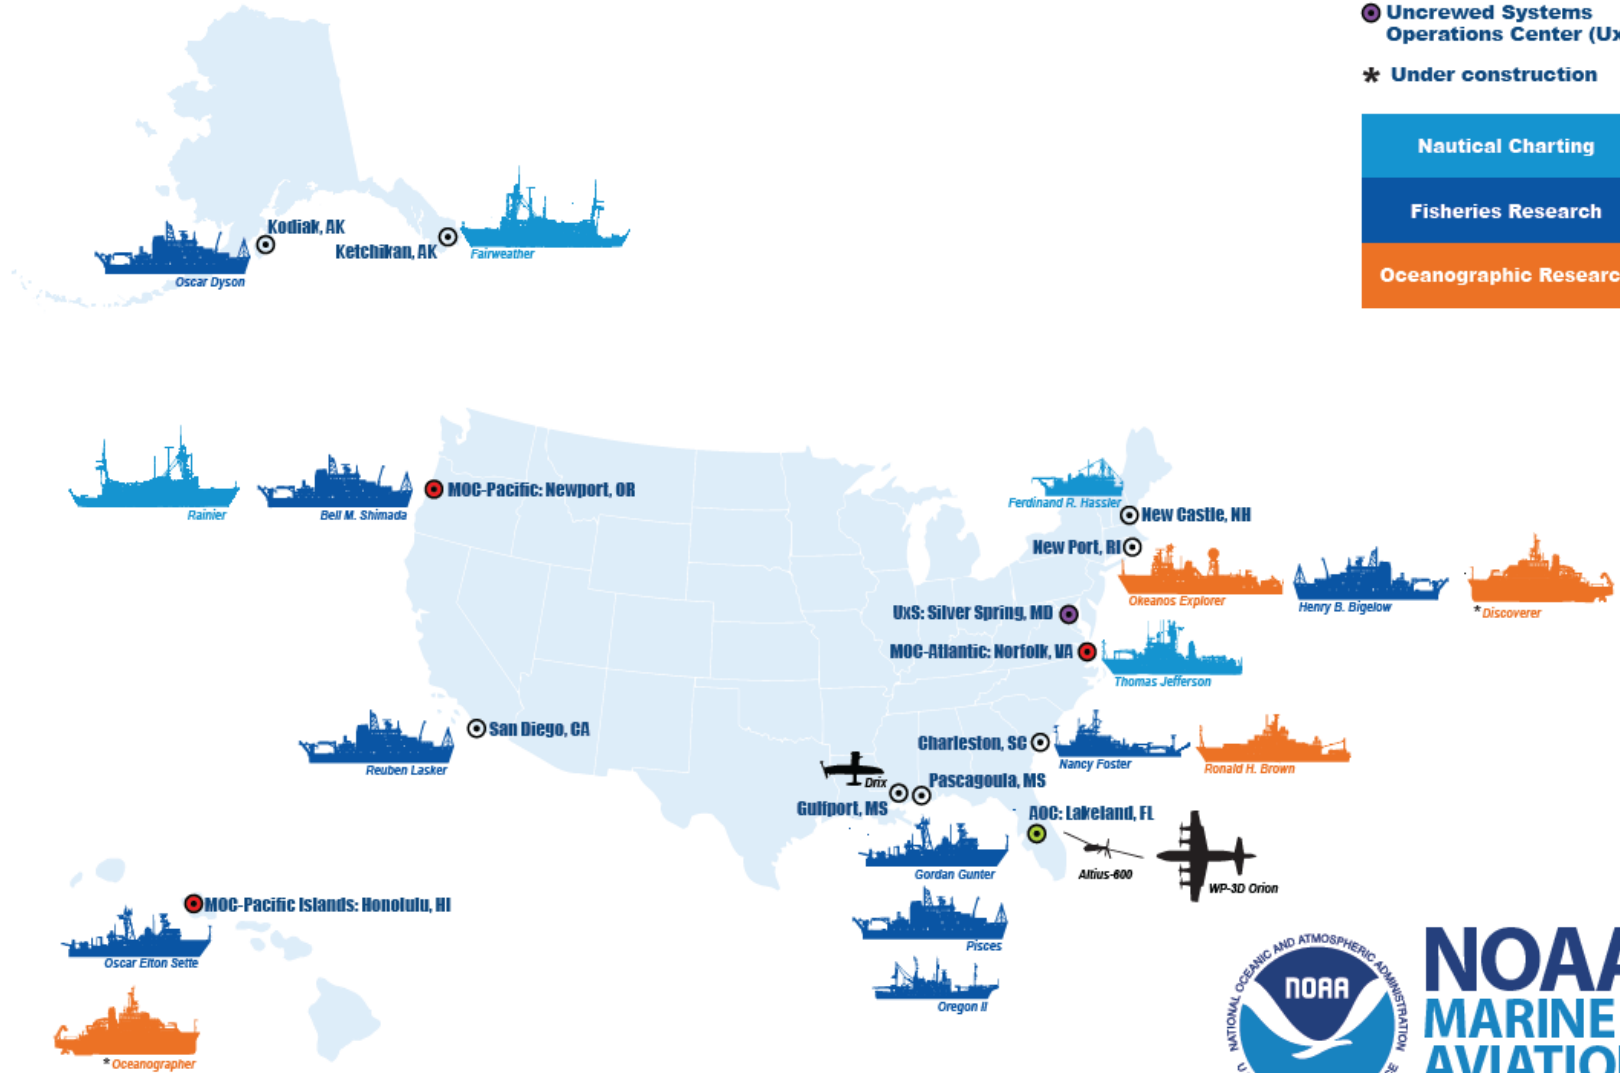 Uncrewed Systems
Operations Center (Ux
* Under construction
Nautical Charting
Fisheries Research
Oceanographic Researc
Kodiak, AK
Ketchikan, AK
Fairweather
Oscar Dyson
Rainier
Bell M. Shimada
MOC-Pacific: Newport, OR
Ferdinand R. Hassler
New Castle, NH
New Port, RI
Okeanos Explorer
Henry B. Bigelow
*Discoverer
UxS: Silver Spring, MD
MOC-Atlantic: Norfolk, VA
Thomas Jefferson
San Diego, CA
Reuben Lasker
Charleston, SC
Nancy Foster
Ronald H. Brown
Drix
Pascagoula, MS
Gulfport, MS
AOC: Lakeland, FL
Gordan Gunter
Altius-600
WP-3D Orion
Pisces
Oregon II
MOC-Pacific Islands: Honolulu, HI
Oscar Elton Sette
*Oceanographer
NATIONAL OCEANIC AND ATMOSPHERIC ADMINISTRATION
NOAA
NOAA
MARINE
AVIATION